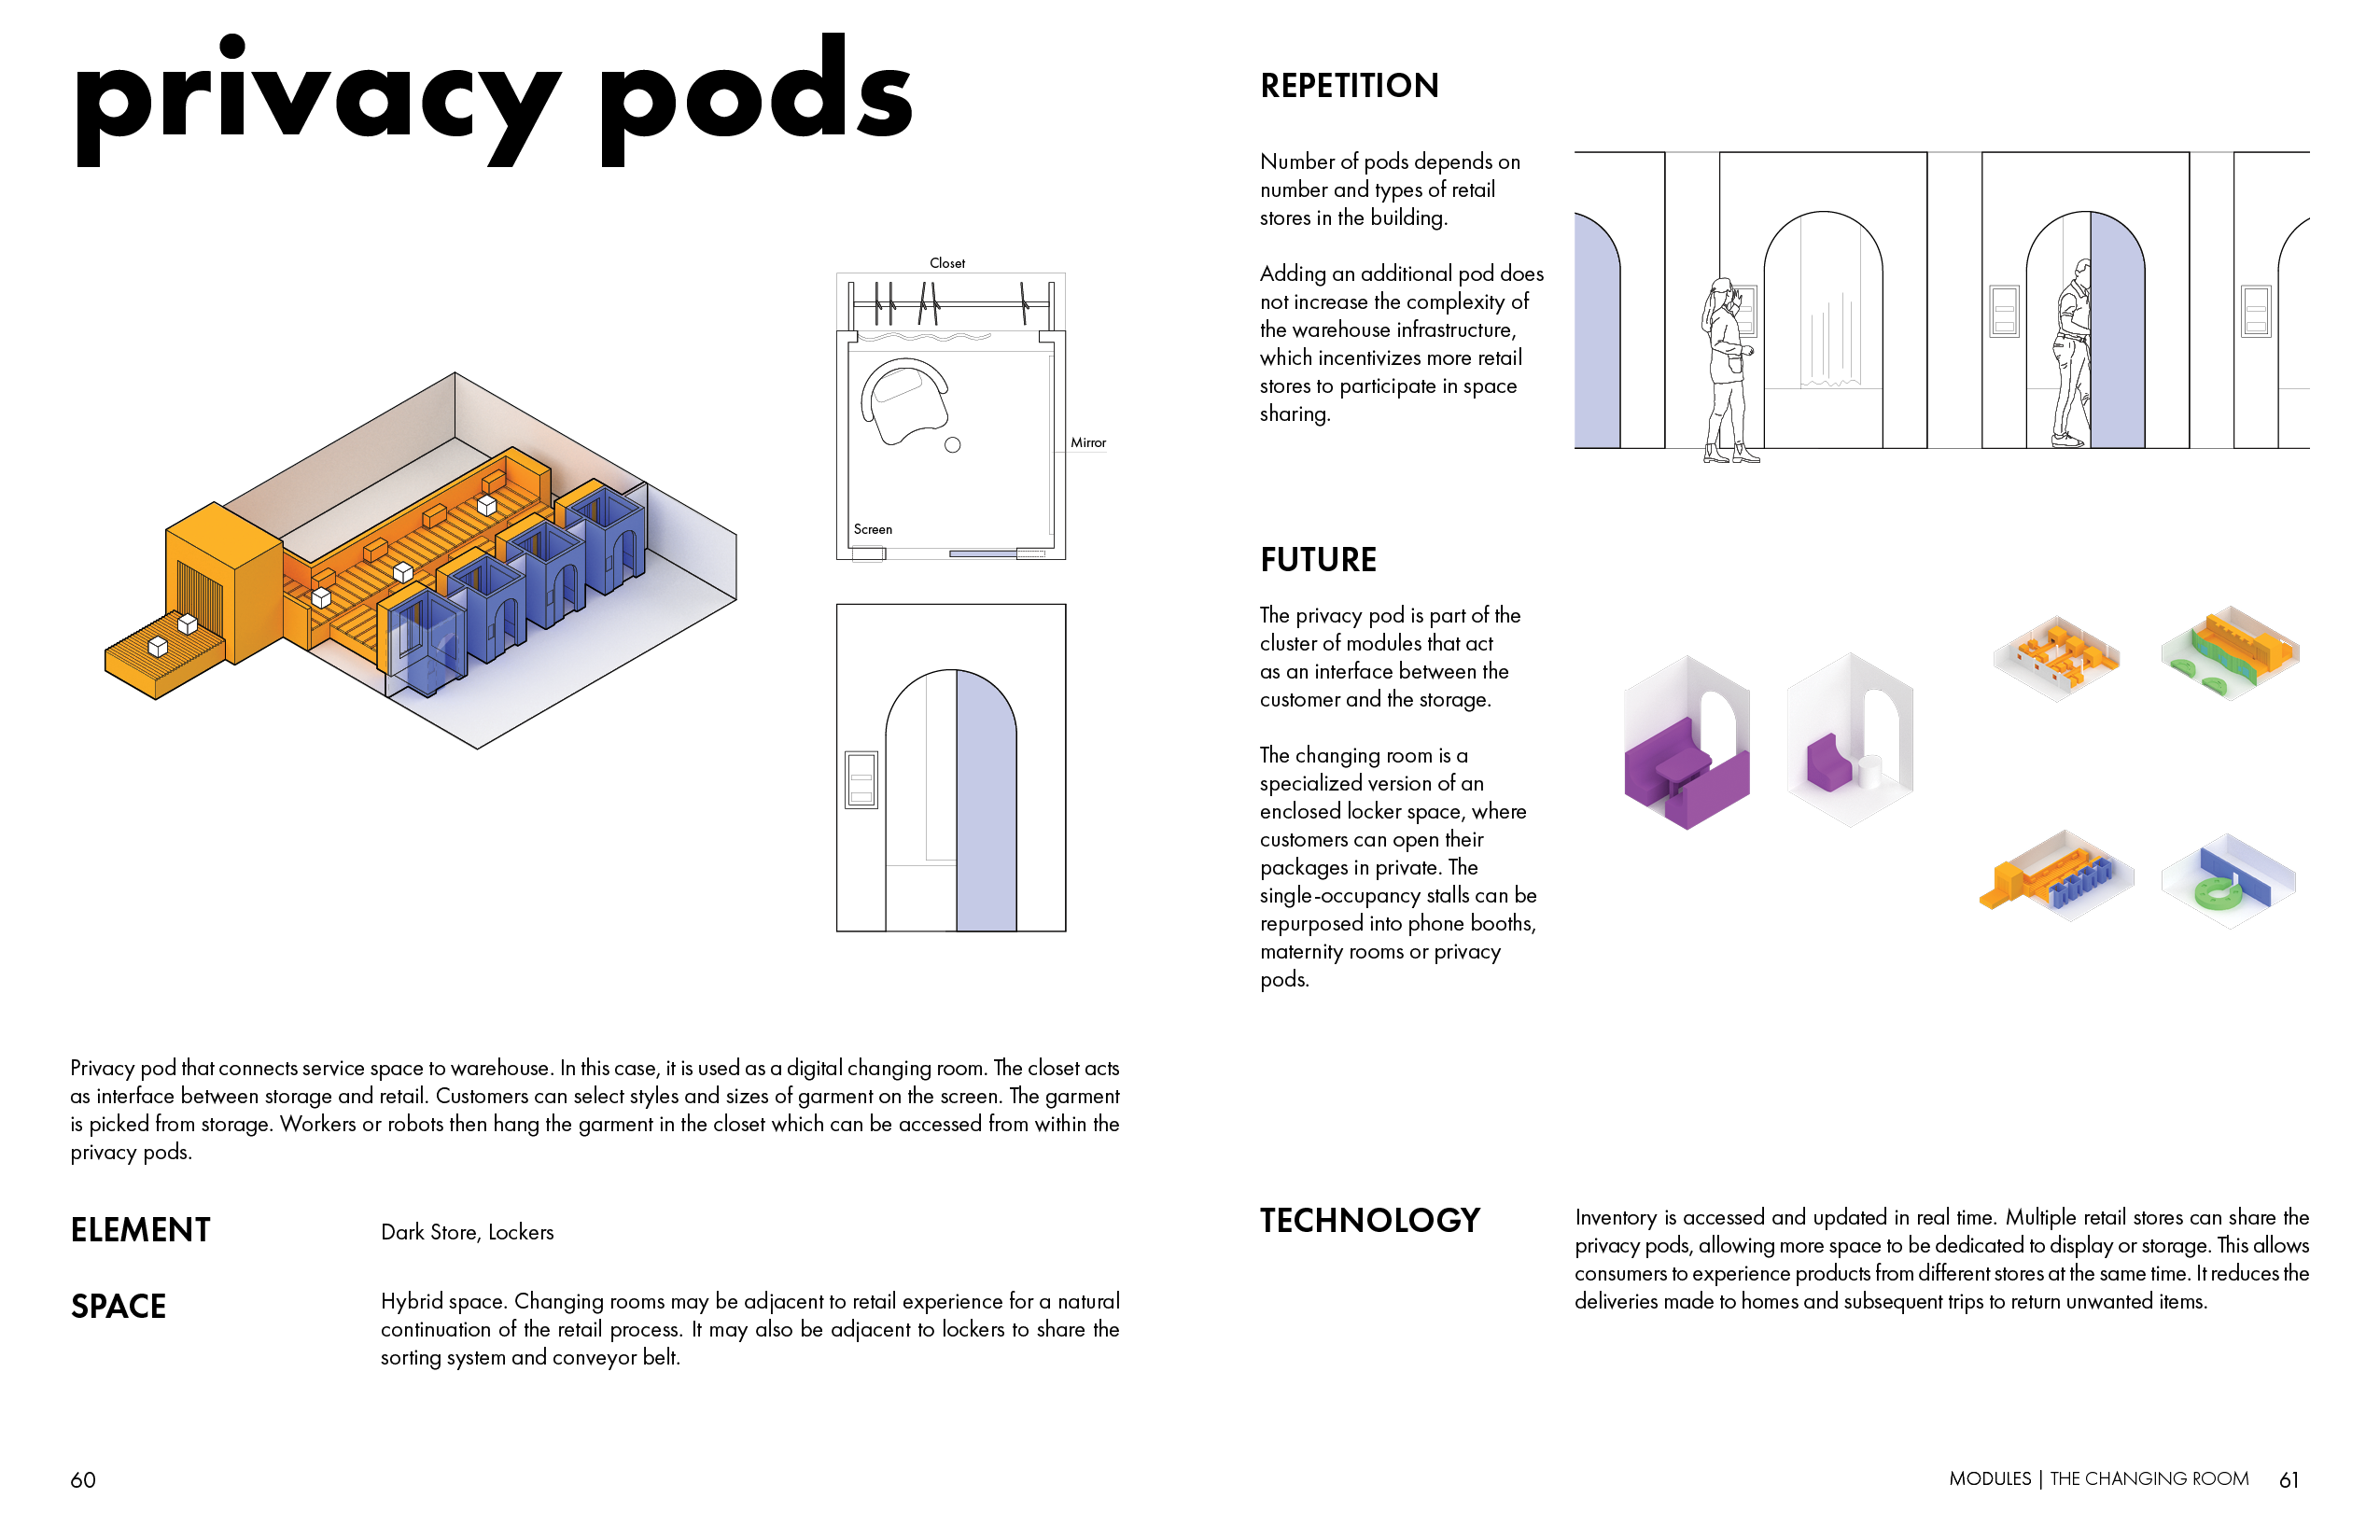 privacy pods
Closet
Mirror
Screen
Privacy pod that connects service space to warehouse. In this case, it is used as a digital changing room. The closet acts
as interface between storage and retail. Customers can select styles and sizes of garment on the screen. The garment
is picked from storage. Workers or robots then hang the garment in the closet which can be accessed from within the
privacy pods.
ELEMENT
Dark Store, Lockers
SPACE
Hybrid space. Changing rooms may be adjacent to retail experience for a natural
continuation of the retail process. It may also be adjacent to lockers to share the
sorting system and conveyor belt.
60
REPETITION
Number of pods depends on
number and types of retail
stores in the building.
Adding an additional pod does
not increase the complexity of
the warehouse infrastructure,
which incentivizes more retail
stores to participate in space
sharing.
FUTURE
The privacy pod is part of the
cluster of modules that act
as an interface between the
customer and the storage.
The changing room is a
specialized version of an
enclosed locker space, where
customers can open their
packages in private. The
single-occupancy stalls can be
repurposed into phone booths,
maternity rooms or privacy
pods.
TECHNOLOGY
Inventory is accessed and updated in real time. Multiple retail stores can share the
privacy pods, allowing more space to be dedicated to display or storage. This allows
consumers to experience products from different stores at the same time. It reduces the
deliveries made to homes and subsequent trips to return unwanted items.
MODULES | THE CHANGING ROOM 61